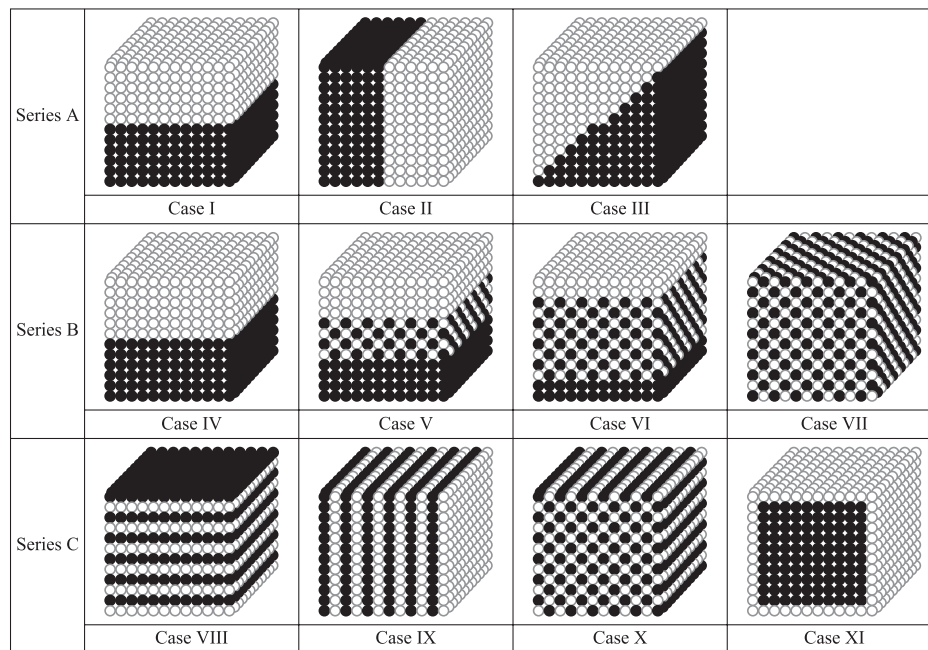 Series A
Case I
Case II
Case III
Series B
Case IV
Case V
Case VI
Case VII
Series C
Case VIII
Case IX
Case X
Case XI